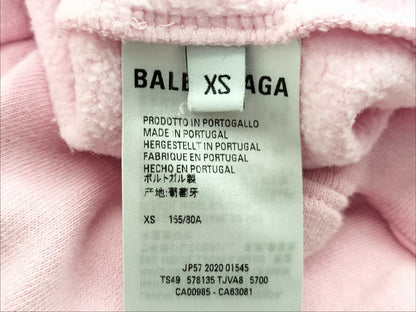 BALE XS AGA
PRODOTTO IN PORTOGALLO
MADE IN PORTUGAL
HERGESTELLT IN PORTUGAL
FABRIQUE EN PORTUGAL
HECHO EN PORTUGAL
ポルトガル製
产地:葡萄牙
XS 165/80A
JP57 2020 01545
TS49 578135 TJVA8 5700
CA00985 - CA63081